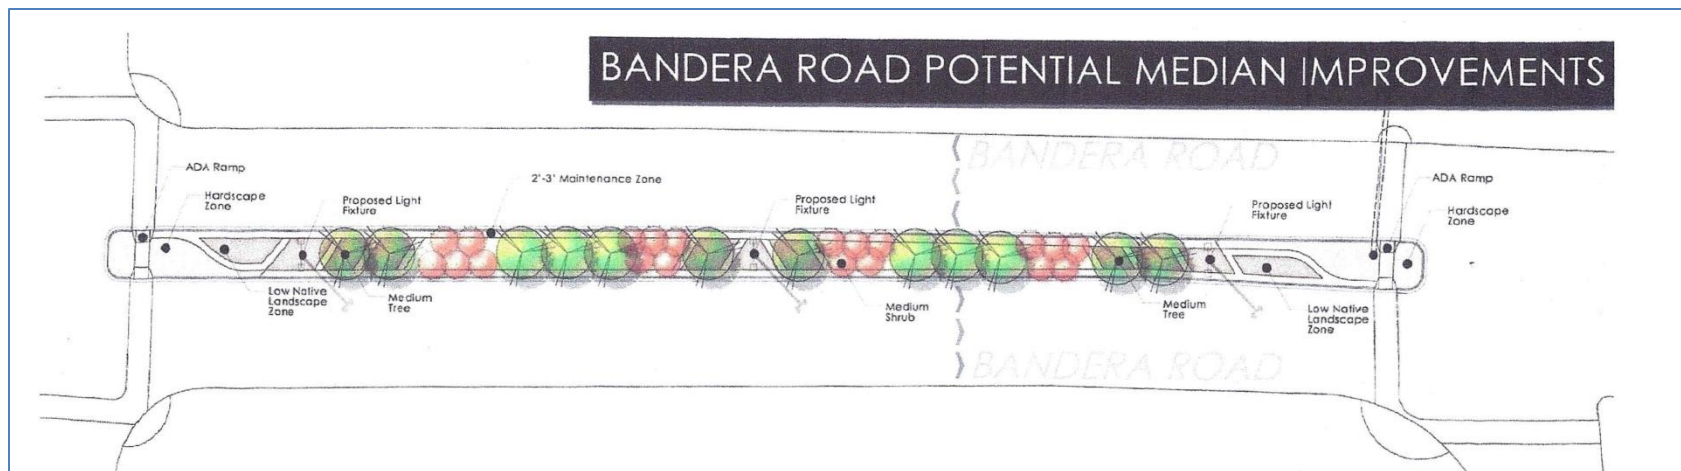 BANDERA ROAD POTENTIAL MEDIAN IMPROVEMENTS
BANDERA ROAD
ADA Ramp
Hardscape
Zone
Proposed Light
Fixture
2'-3' Maintenance Zone
Proposed Light
Fixture
Proposed Light
Fixture
ADA Ramp
Hardscape
Zone
Low Native
Landscape
Zone
Medium
Tree
Medium
Shrub
Medium
Tree
Low Native
Landscape
Zone
BANDERA ROAD